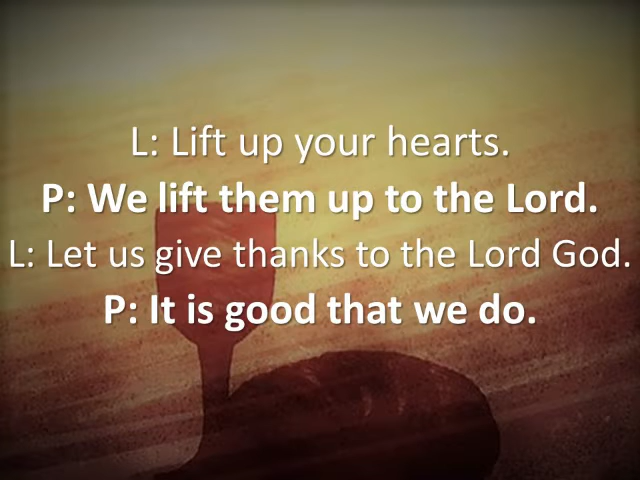 L: Lift up your hearts.
P: We lift them up to the Lord.
L: Let us give thanks to the Lord God.
P: It is good that we do.